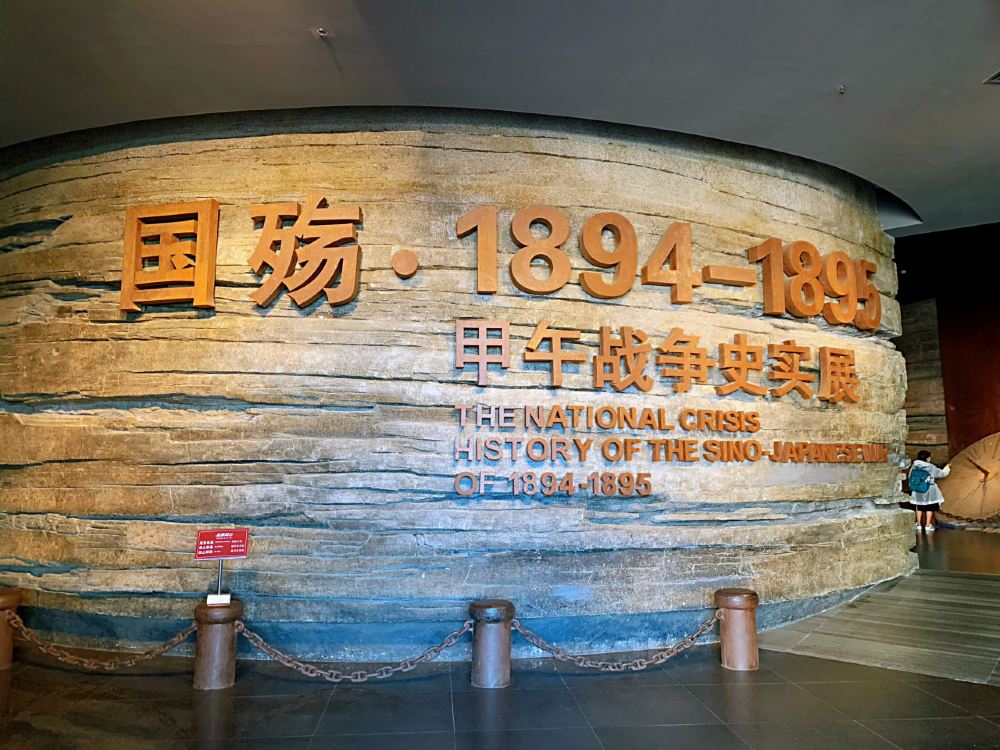 国殇·1894-1895
甲午战争史实展
THE NATIONAL CRISIS
HISTORY OF THE SINO-JAPANESE WAR
OF 1894-1895